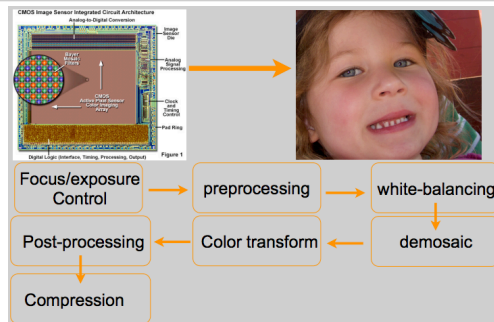 CMOS Image Sensor Integrated Circuit Architecture
Analog-to-Digital Conversion
Image
Sensor
Die
Bayer
Mosaic
Filters
Analog
Signal
Processing
CMOS
Active Pixel Sensor
Color Imaging
Array
Clock
and
Timing
Control
Pad Ring
Digital Logic (Interface, Timing, Processing, Output)
Figure 1
Focus/exposure
Control
preprocessing
white-balancing
Post-processing
Color transform
demosaic
Compression